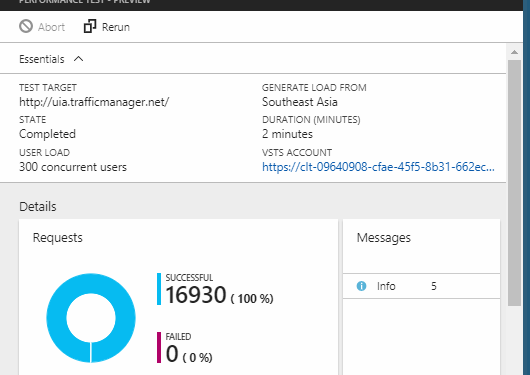 PERFORMANCE TEST - PREVIEW
Abort Rerun
Essentials
TEST TARGET
http://uia.trafficmanager.net/
STATE
Completed
USER LOAD
300 concurrent users
GENERATE LOAD FROM
Southeast Asia
DURATION (MINUTES)
2 minutes
VSTS ACCOUNT
https://clt-09640908-cfae-45f5-8b31-662ec...
Details
Requests
SUCCESSFUL
16930 ( 100 %)
FAILED
0 ( 0 %)
Messages
Info 5